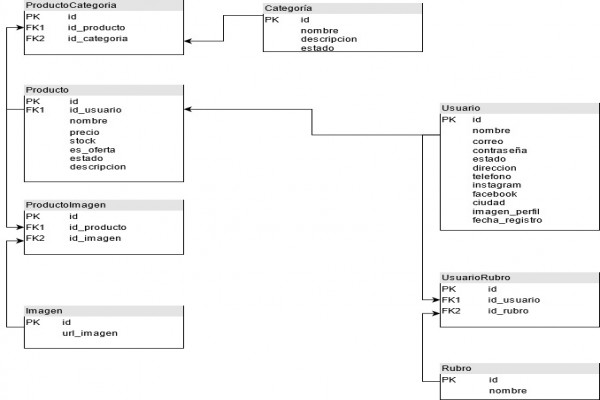 ProductoCategoria
PK id
FK1 id_producto
FK2 id_categoria
Categoría
PK id
nombre
descripcion
estado
Producto
PK id
FK1 id_usuario
nombre
precio
stock
es_oferta
estado
descripcion
Usuario
PK id
nombre
correo
contraseña
estado
direccion
telefono
instagram
facebook
ciudad
imagen_perfil
fecha_registro
ProductoImagen
PK id
FK1 id_producto
FK2 id_imagen
UsuarioRubro
PK id
FK1 id_usuario
FK2 id_rubro
Imagen
PK id
url_imagen
Rubro
PK id
nombre